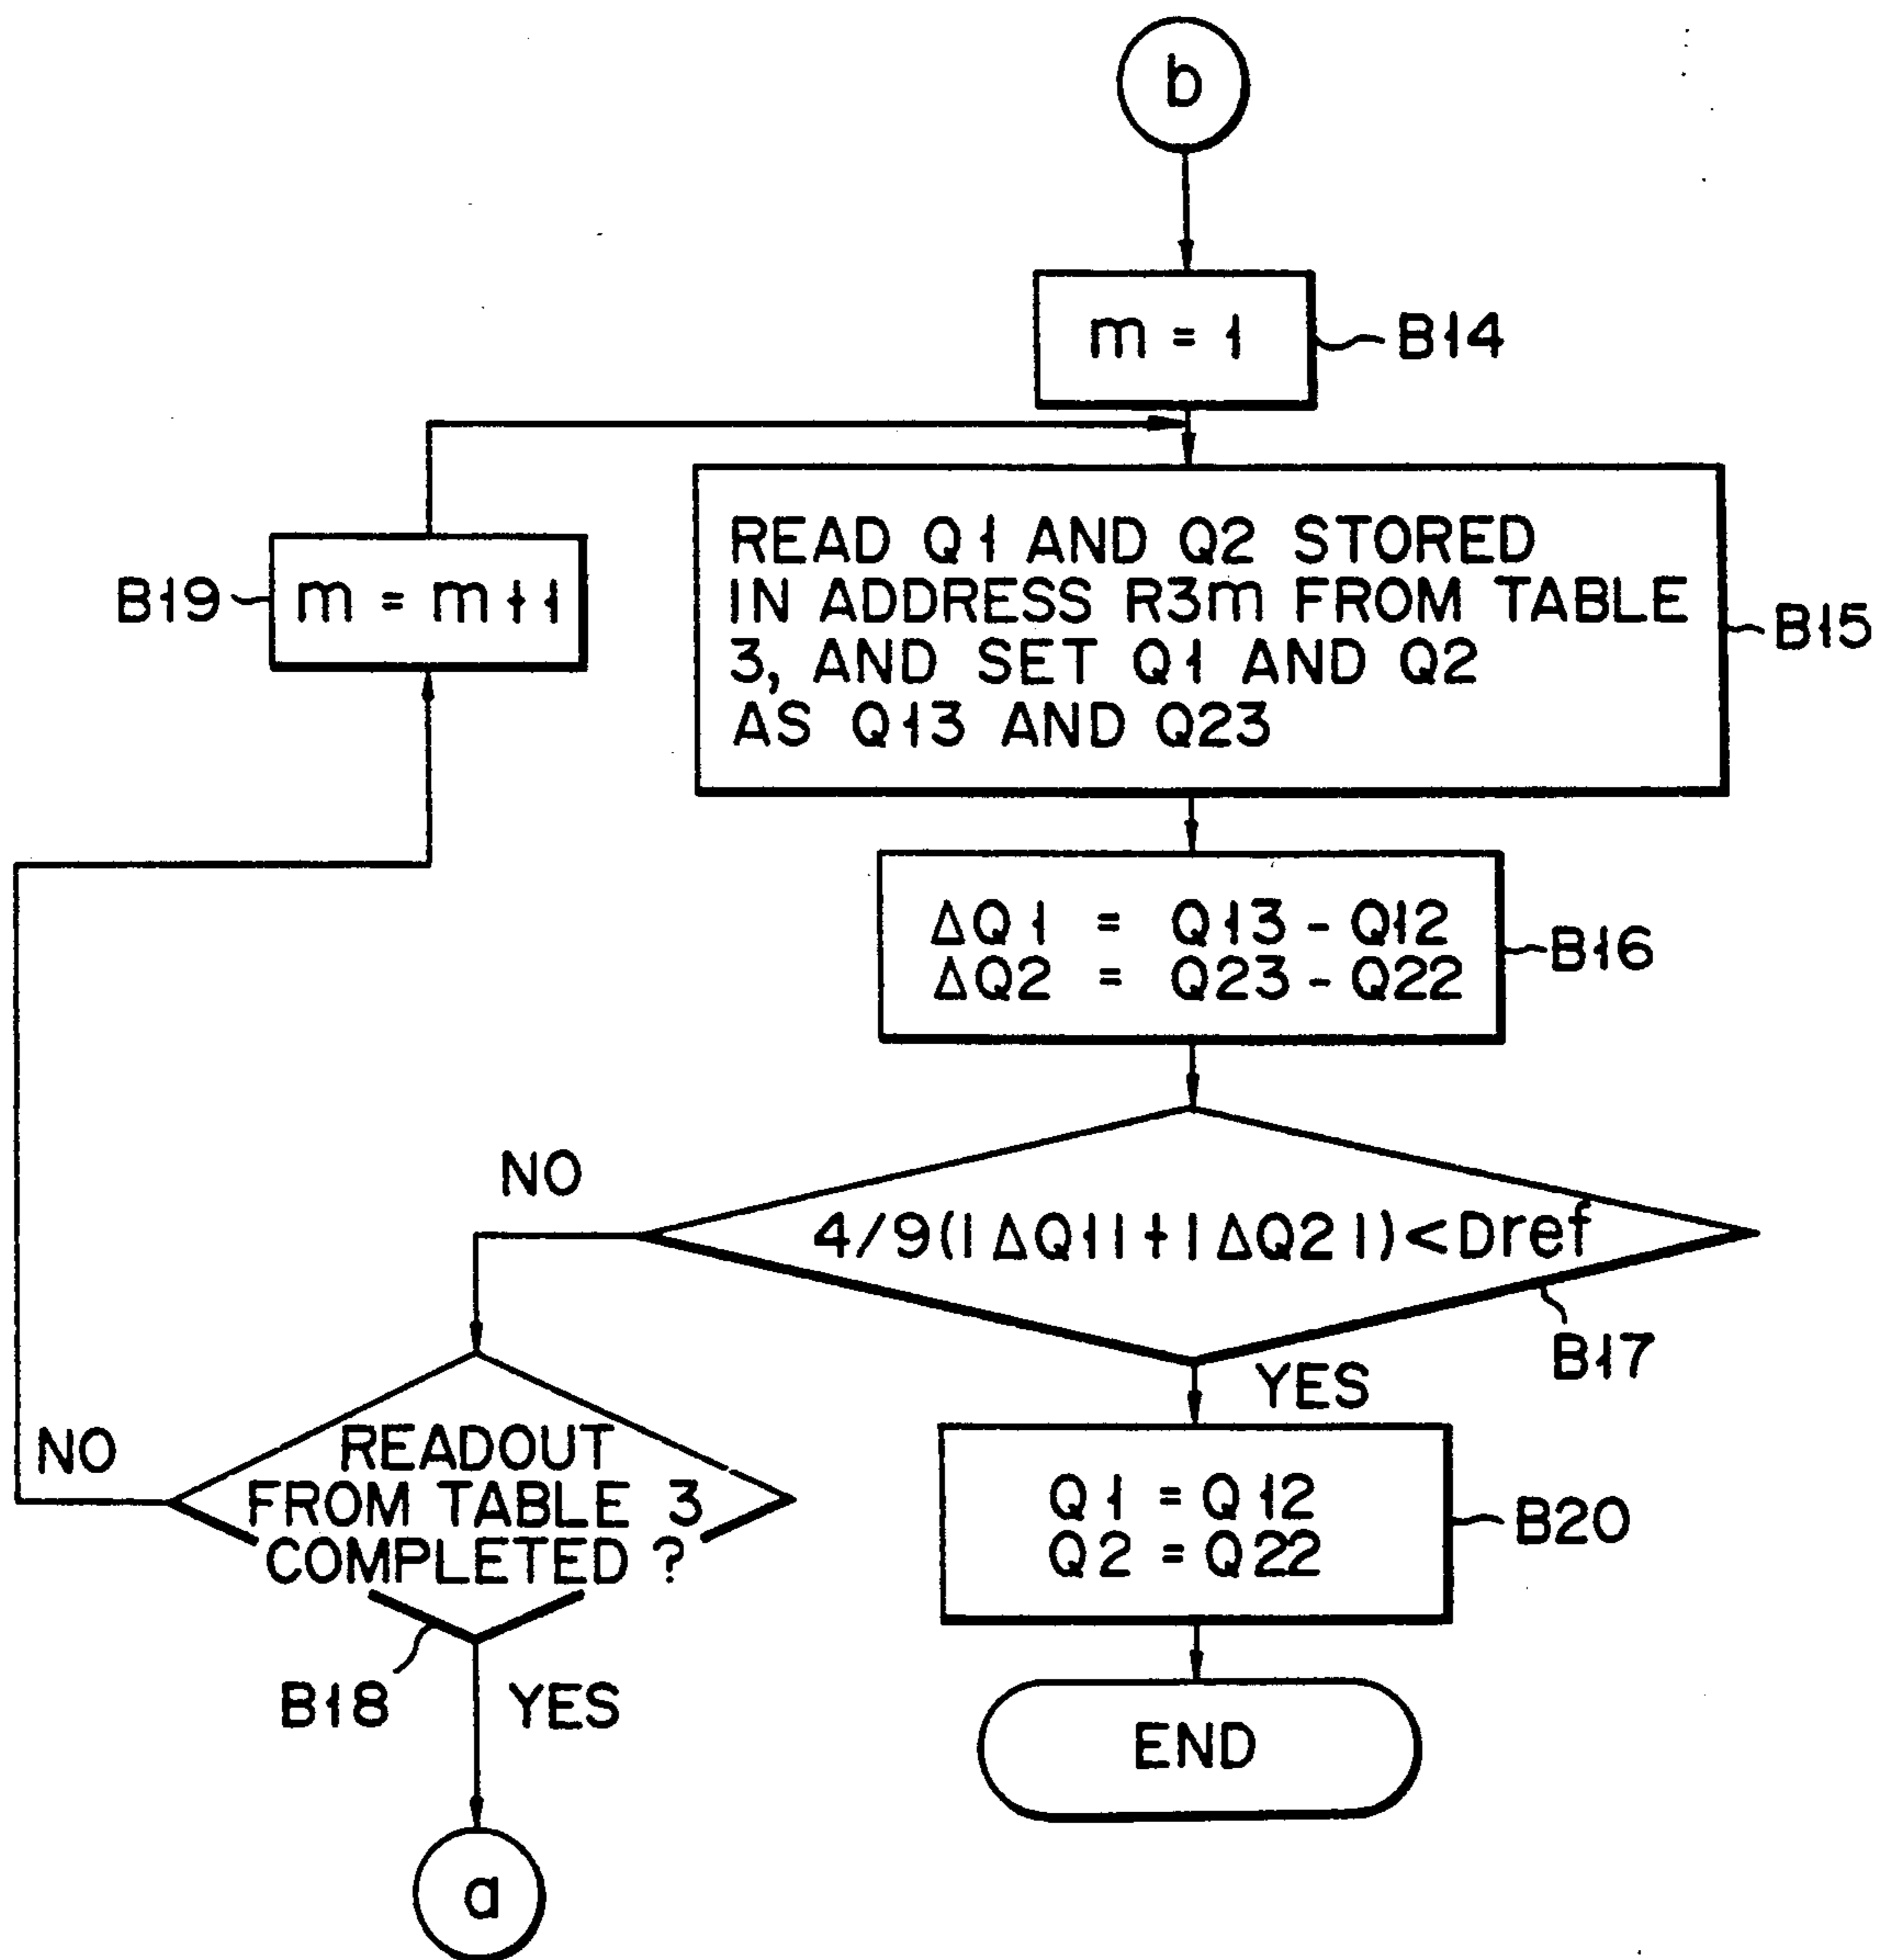 b
m = 1
B14
READ Q1 AND Q2 STORED
IN ADDRESS R3m FROM TABLE
3, AND SET Q1 AND Q2
AS Q13 AND Q23
B15
B19
m = m+1
ΔQ1 = Q13 - Q12
ΔQ2 = Q23 - Q22
B16
NO
4/9(|ΔQ1|+|ΔQ2|)<Dref
B17
YES
NO
READOUT
FROM TABLE 3
COMPLETED ?
B18
YES
Q1 = Q12
Q2 = Q22
B20
END
a